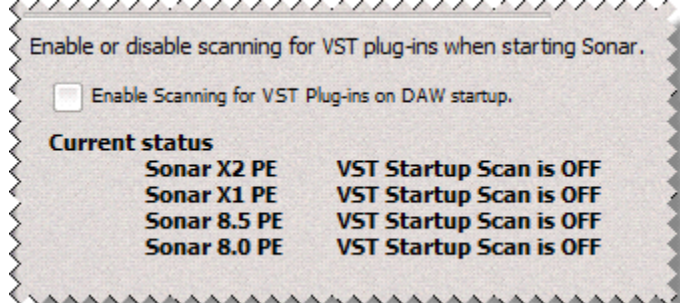 Enable or disable scanning for VST plug-ins when starting Sonar.
Enable Scanning for VST Plug-ins on DAW startup.
Current status
Sonar X2 PE VST Startup Scan is OFF
Sonar X1 PE VST Startup Scan is OFF
Sonar 8.5 PE VST Startup Scan is OFF
Sonar 8.0 PE VST Startup Scan is OFF